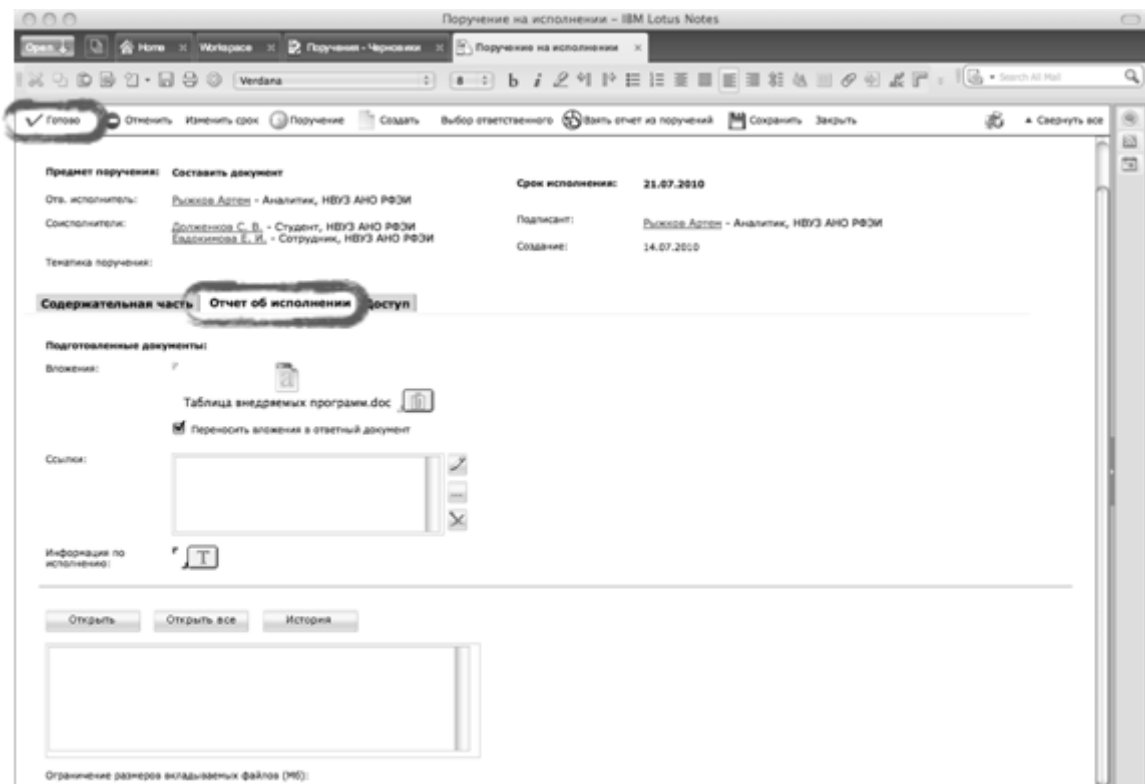 Поручение на исполнении – IBM Lotus Notes
Open Home Workspace Поручения - Черновики Поручение на исполнении
Verdana 8 b i Search All Mail
Готово Отменить Изменить срок Поручение Создать Выбор ответственного Взять отчет из поручений Сохранить Закрыть Свернуть все
Предмет поручения: Составить документ
Срок исполнения: 21.07.2010
Отв. исполнитель: Рыжков Артем - Аналитик, НВУЗ АНО РФЭИ
Подписант: Рыжков Артем - Аналитик, НВУЗ АНО РФЭИ
Соисполнители: Долженков С. В. - Студент, НВУЗ АНО РФЭИ
Евдокимова Е. И. - Сотрудник, НВУЗ АНО РФЭИ
Создание: 14.07.2010
Тематика поручения:
Содержательная часть Отчет об исполнении Доступ
Подготовленные документы:
Вложения:
Таблица внедряемых программ.doc
Переносить вложения в ответный документ
Ссылки:
Информация по
исполнению: T
Открыть Открыть все История
Ограничение размеров вкладываемых файлов (Мб):